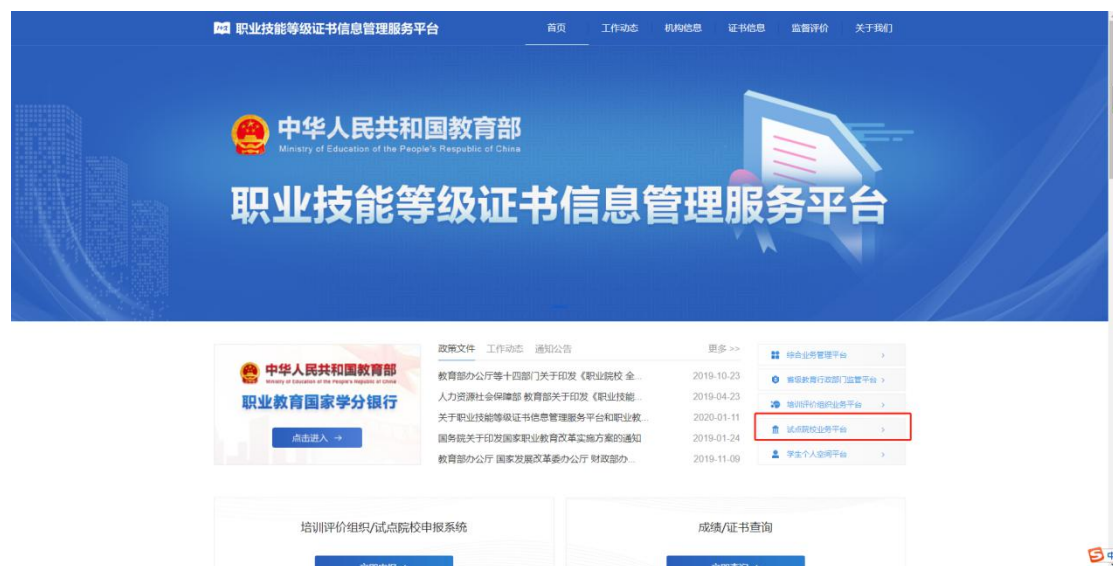 职业技能等级证书信息管理服务平台
首页 工作动态 机构信息 证书信息 监督评价 关于我们
中华人民共和国教育部
Ministry of Education of the People's Respublic of China
职业技能等级证书信息管理服务平台
中华人民共和国教育部
Ministry of Education of the People's Respublic of China
职业教育国家学分银行
点击进入 →
政策文件 工作动态 通知公告 更多 >>
教育部办公厅等十四部门关于印发《职业院校 全... 2019-10-23
人力资源社会保障部 教育部关于印发《职业技能... 2019-04-23
关于职业技能等级证书信息管理服务平台和职业教... 2020-01-11
国务院关于印发国家职业教育改革实施方案的通知 2019-01-24
教育部办公厅 国家发展改革委办公厅 财政部办... 2019-11-09
综合业务管理平台 >
省级教育行政部门监管平台 >
培训评价组织业务平台 >
试点院校业务平台 >
学生个人空间平台 >
培训评价组织/试点院校申报系统
成绩/证书查询